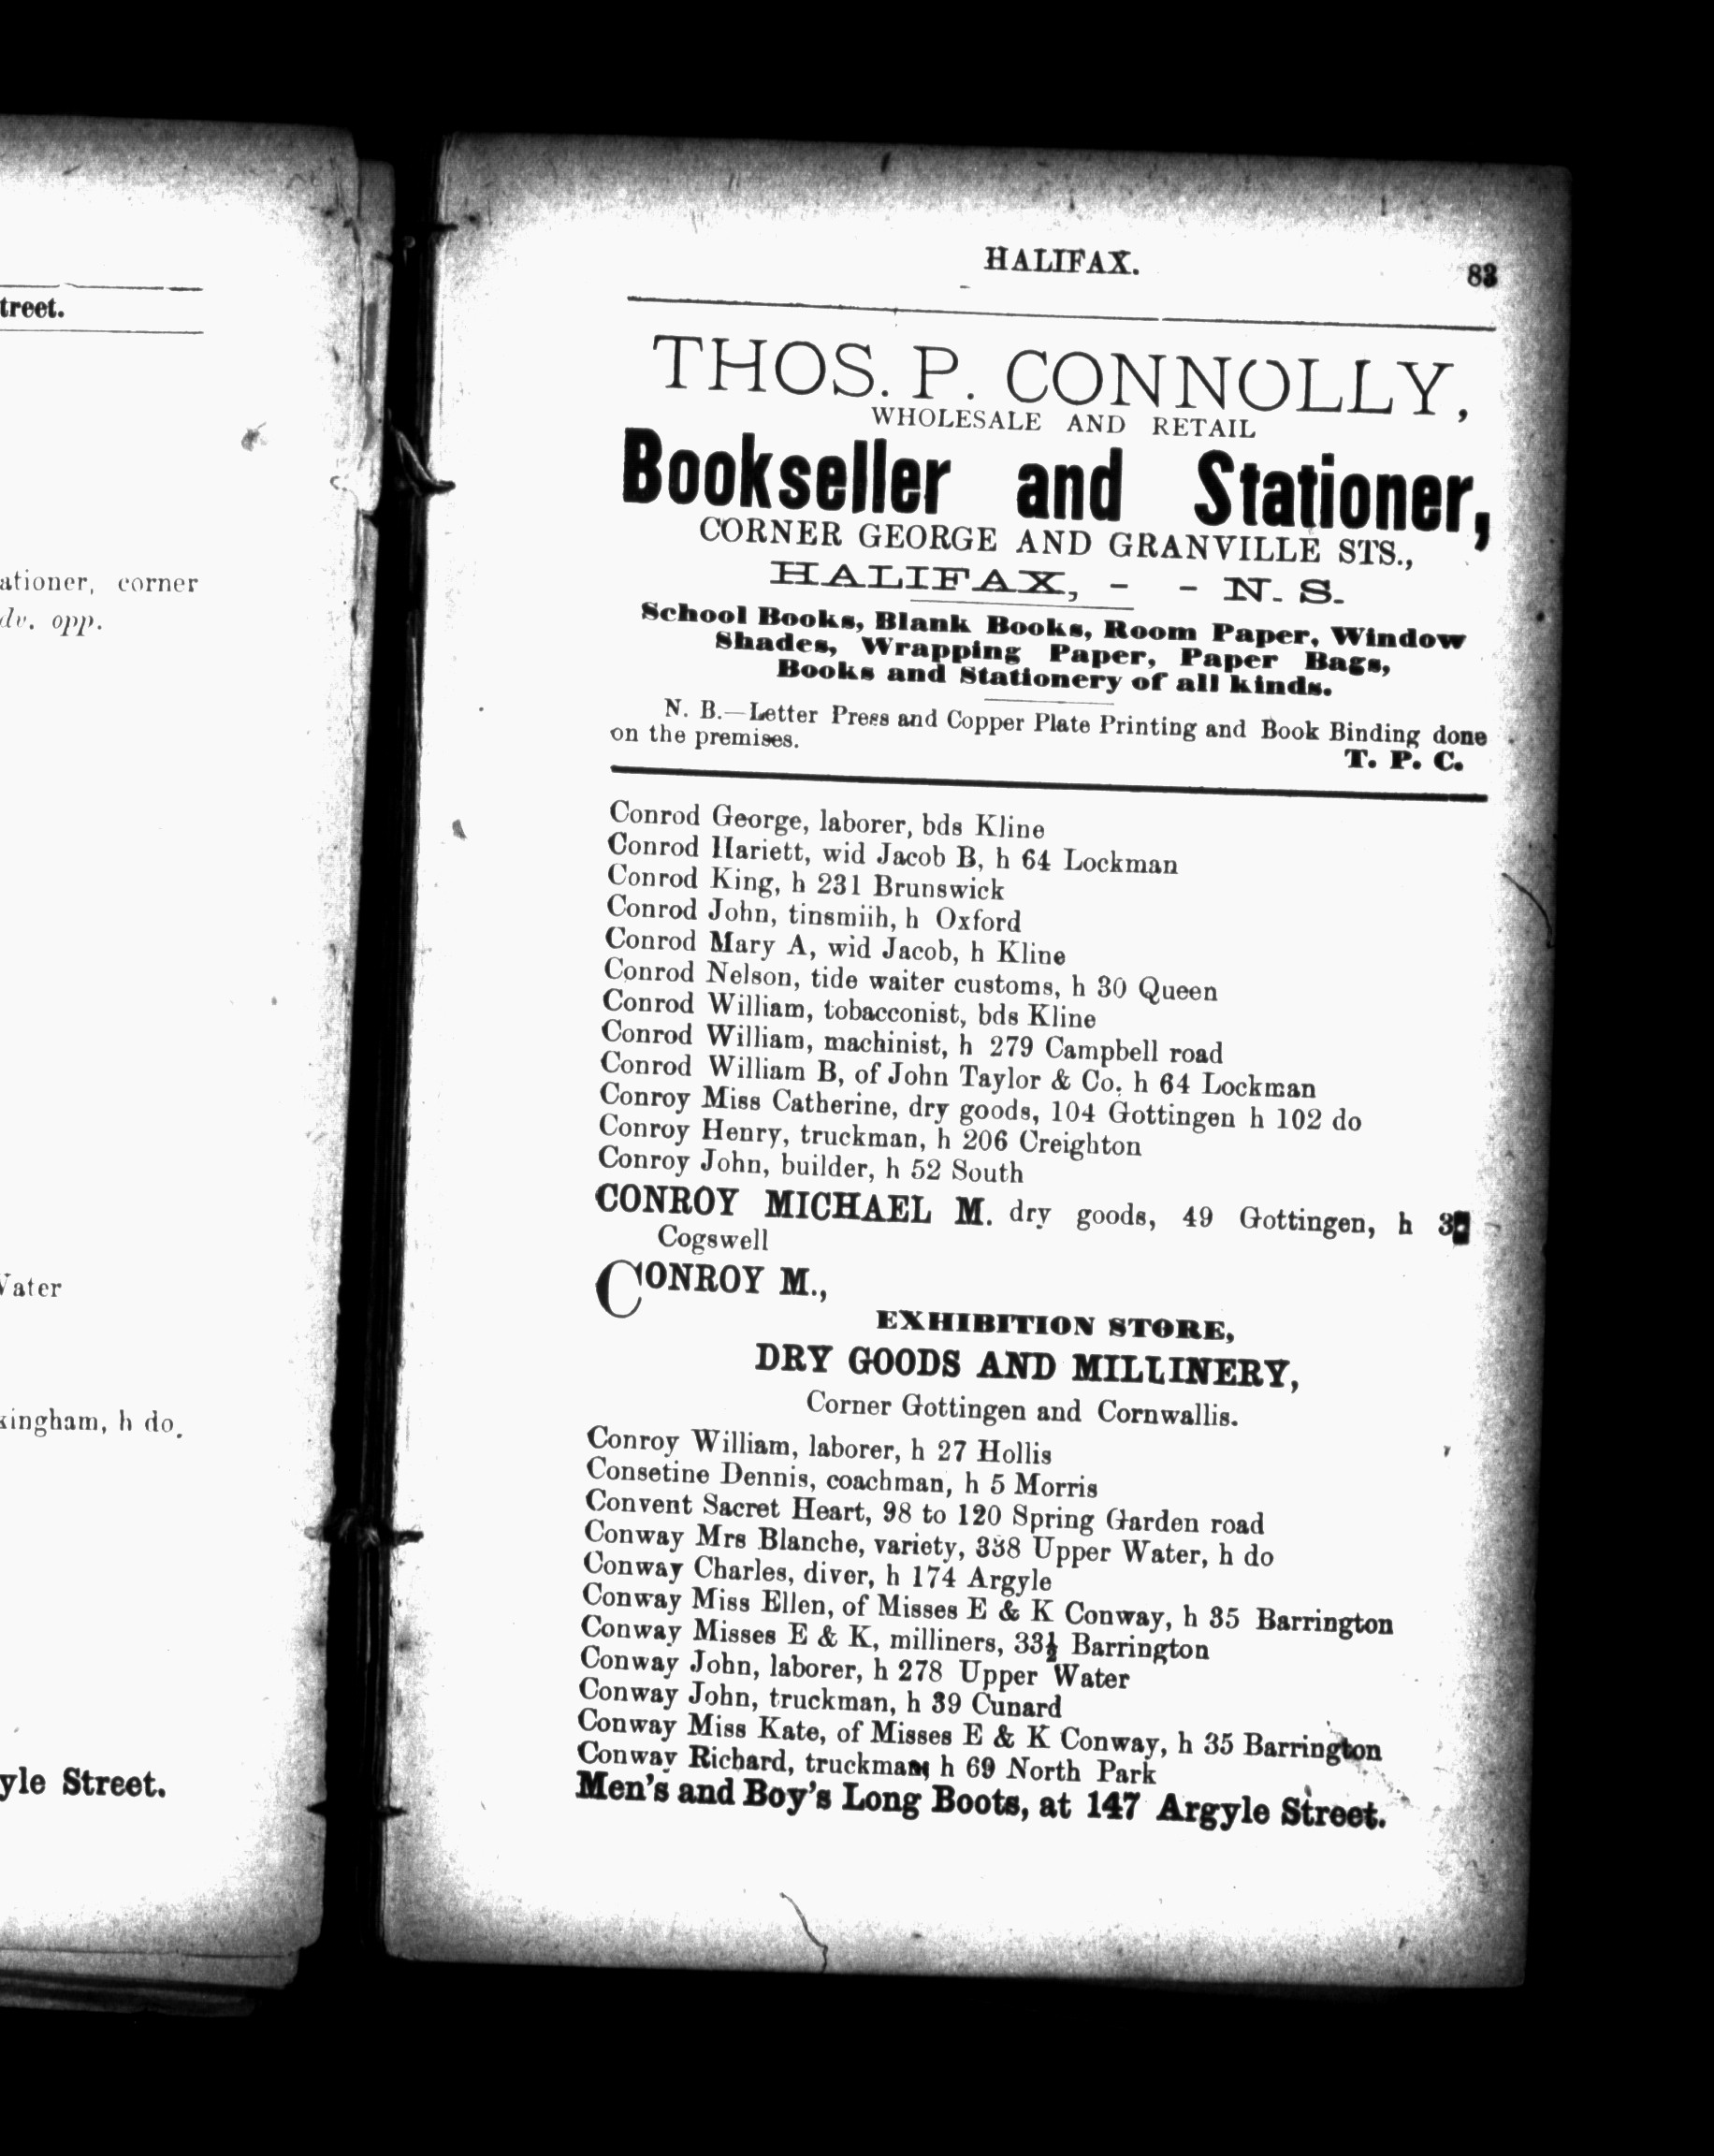 treet.
ationer, corner
dv. opp.
Vater
kingham, h do.
yle Street.
HALIFAX. 83
THOS. P. CONNOLLY,
WHOLESALE AND RETAIL
Bookseller and Stationer,
CORNER GEORGE AND GRANVILLE STS.,
HALIFAX, - - N. S.
School Books, Blank Books, Room Paper, Window
Shades, Wrapping Paper, Paper Bags,
Books and Stationery of all kinds.
N. B.—Letter Press and Copper Plate Printing and Book Binding done
on the premises.
T. P. C.
Conrod George, laborer, bds Kline
Conrod Hariett, wid Jacob B, h 64 Lockman
Conrod King, h 231 Brunswick
Conrod John, tinsmiih, h Oxford
Conrod Mary A, wid Jacob, h Kline
Conrod Nelson, tide waiter customs, h 30 Queen
Conrod William, tobacconist, bds Kline
Conrod William, machinist, h 279 Campbell road
Conrod William B, of John Taylor & Co. h 64 Lockman
Conroy Miss Catherine, dry goods, 104 Gottingen h 102 do
Conroy Henry, truckman, h 206 Creighton
Conroy John, builder, h 52 South
CONROY MICHAEL M. dry goods, 49 Gottingen, h
Cogswell
CONROY M.,
EXHIBITION STORE,
DRY GOODS AND MILLINERY,
Corner Gottingen and Cornwallis.
Conroy William, laborer, h 27 Hollis
Consetine Dennis, coachman, h 5 Morris
Convent Sacret Heart, 98 to 120 Spring Garden road
Conway Mrs Blanche, variety, 338 Upper Water, h do
Conway Charles, diver, h 174 Argyle
Conway Miss Ellen, of Misses E & K Conway, h 35 Barrington
Conway Misses E & K, milliners, 33½ Barrington
Conway John, laborer, h 278 Upper Water
Conway John, truckman, h 39 Cunard
Conway Miss Kate, of Misses E & K Conway, h 35 Barrington
Conway Richard, truckman, h 69 North Park
Men's and Boy's Long Boots, at 147 Argyle Street.